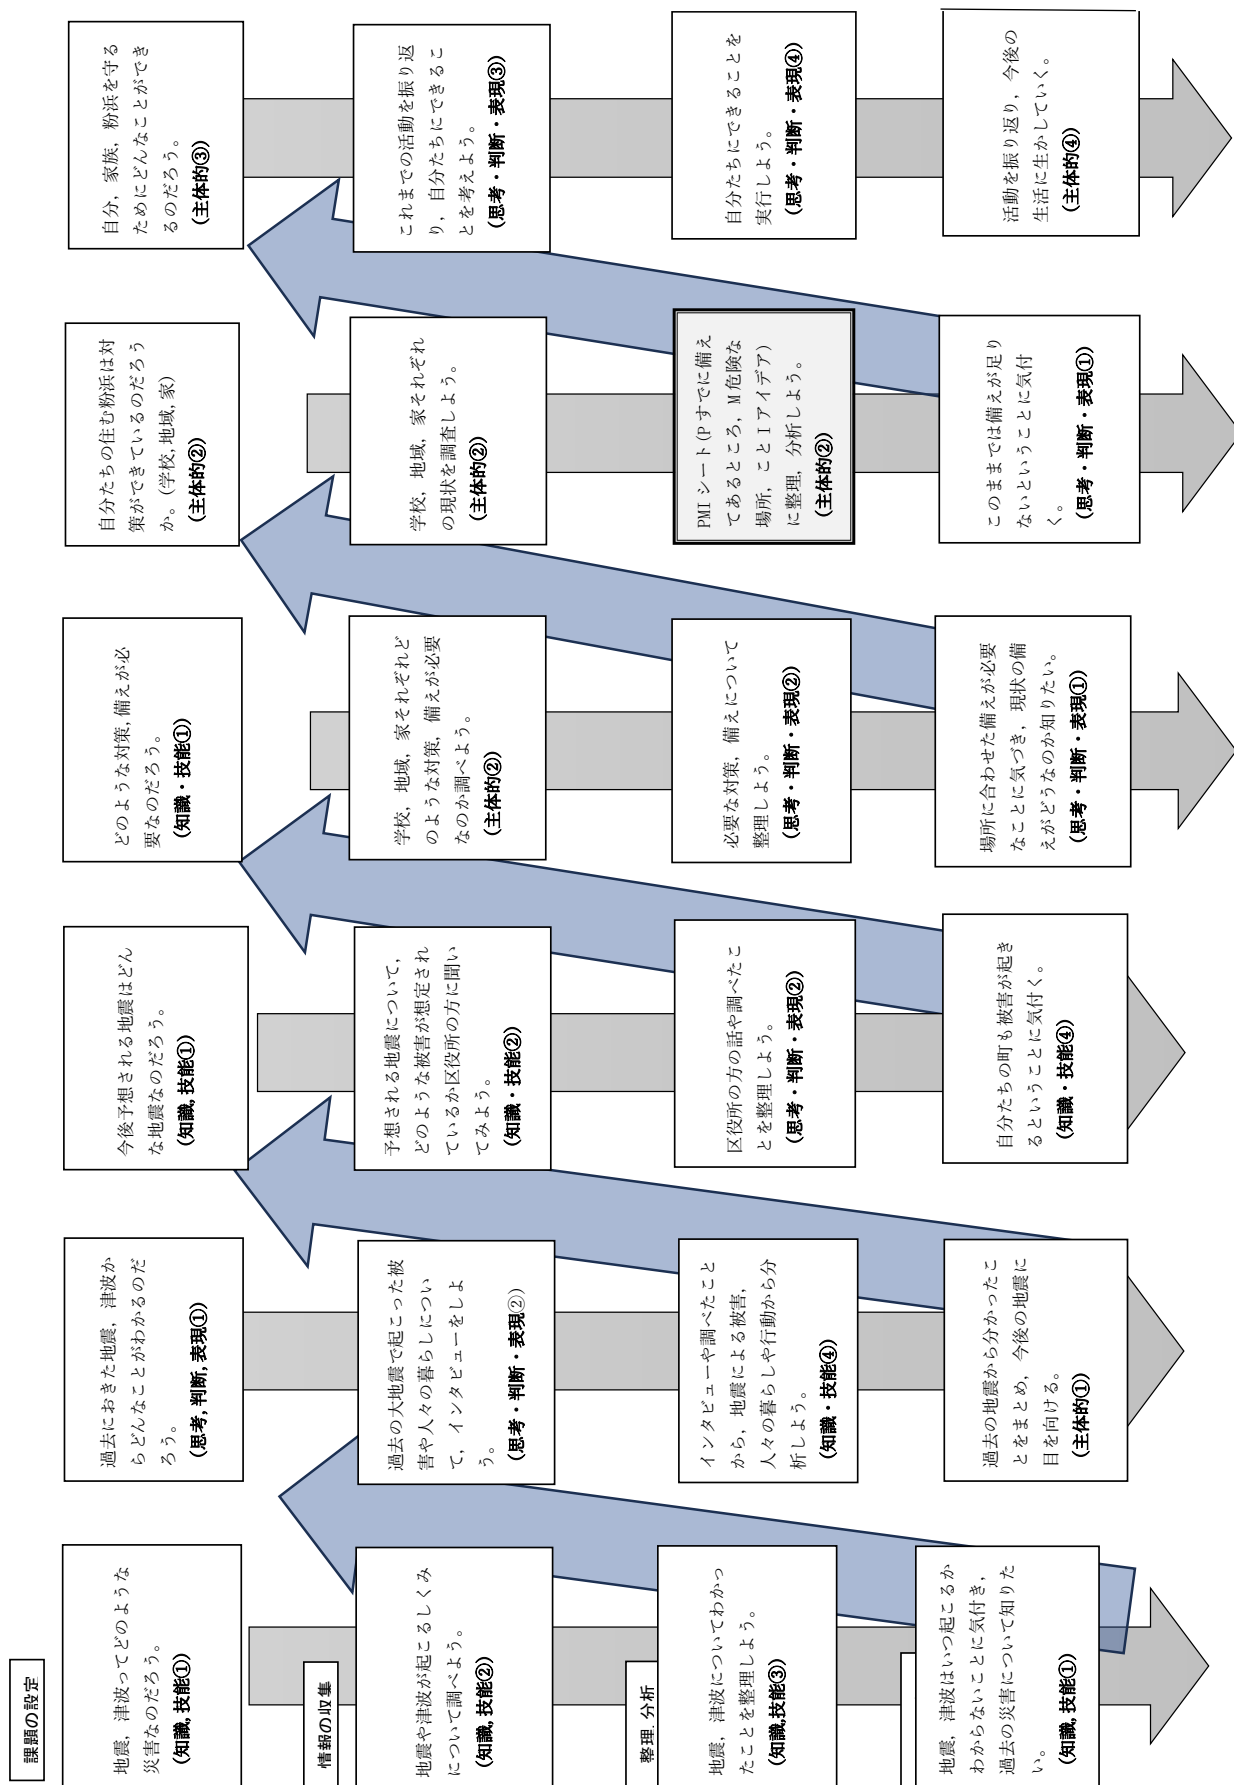 課題の設定
地震，津波ってどのような
災害なのだろう。
(知識, 技能①)
情報の収集
地震や津波が起こるしくみ
について調べよう。
(知識, 技能②)
整理. 分析
地震，津波についてわかっ
たことを整理しよう。
(知識,技能③)
地震，津波はいつ起こるか
わからないことに気付き，
過去の災害について知りた
い。
(知識, 技能①)
過去におきた地震，津波か
らどんなことがわかるのだ
ろう。
(思考, 判断, 表現①)
過去の大地震で起こった被
害や人々の暮らしについ
て，インタビューをしよ
う。
(思考・判断・表現②)
インタビューや調べたこと
から，地震による被害，
人々の暮らしや行動から分
析しよう。
(知識・技能④)
過去の地震から分かったこ
とをまとめ，今後の地震に
目を向ける。
(主体的①)
今後予想される地震はどん
な地震なのだろう。
(知識, 技能①)
予想される地震について，
どのような被害が想定され
ているか区役所の方に聞い
てみよう。
(知識・技能②)
区役所の方の話や調べたこ
とを整理しよう。
(思考・判断・表現②)
自分たちの町も被害が起き
るということに気付く。
(知識・技能④)
どのような対策, 備えが必
要なのだろう。
(知識・技能①)
学校，地域，家それぞれど
のような対策，備えが必要
なのか調べよう。
(主体的②)
必要な対策，備えについて
整理しよう。
(思考・判断・表現②)
場所に合わせた備えが必要
なことに気づき，現状の備
えがどうなのか知りたい。
(思考・判断・表現①)
自分たちの住む粉浜は対
策ができているのだろう
か。(学校, 地域, 家)
(主体的②)
学校，地域，家それぞれ
の現状を調査しよう。
(主体的②)
PMI シート(P すでに備え
てあるところ，M 危険な
場所，こと I アイデア)
に整理，分析しよう。
(主体的②)
このままでは備えが足り
ないということに気付
く。
(思考・判断・表現①)
自分，家族，粉浜を守る
ためにどんなことができ
るのだろう。
(主体的③)
これまでの活動を振り返
り，自分たちにできるこ
とを考えよう。
(思考・判断・表現③)
自分たちにできることを
実行しよう。
(思考・判断・表現④)
活動を振り返り，今後の
生活に生かしていく。
(主体的④)